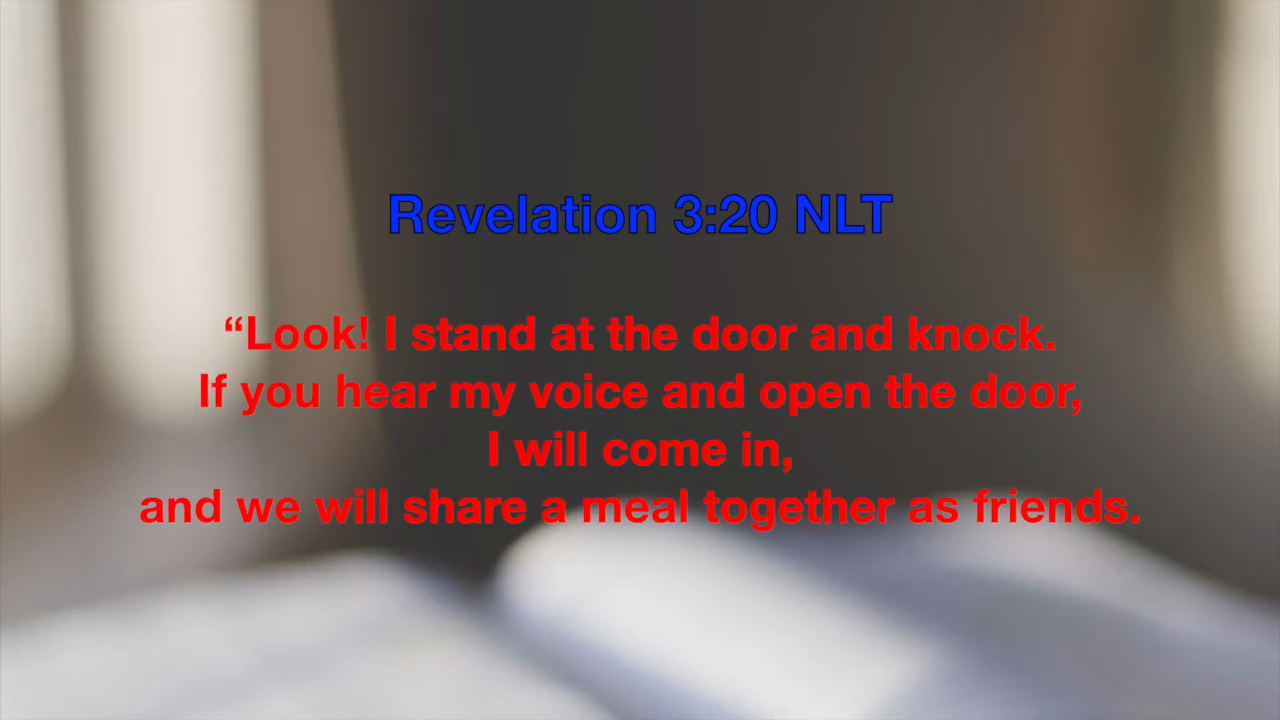 Revelation 3:20 NLT
“Look! I stand at the door and knock.
If you hear my voice and open the door,
I will come in,
and we will share a meal together as friends.